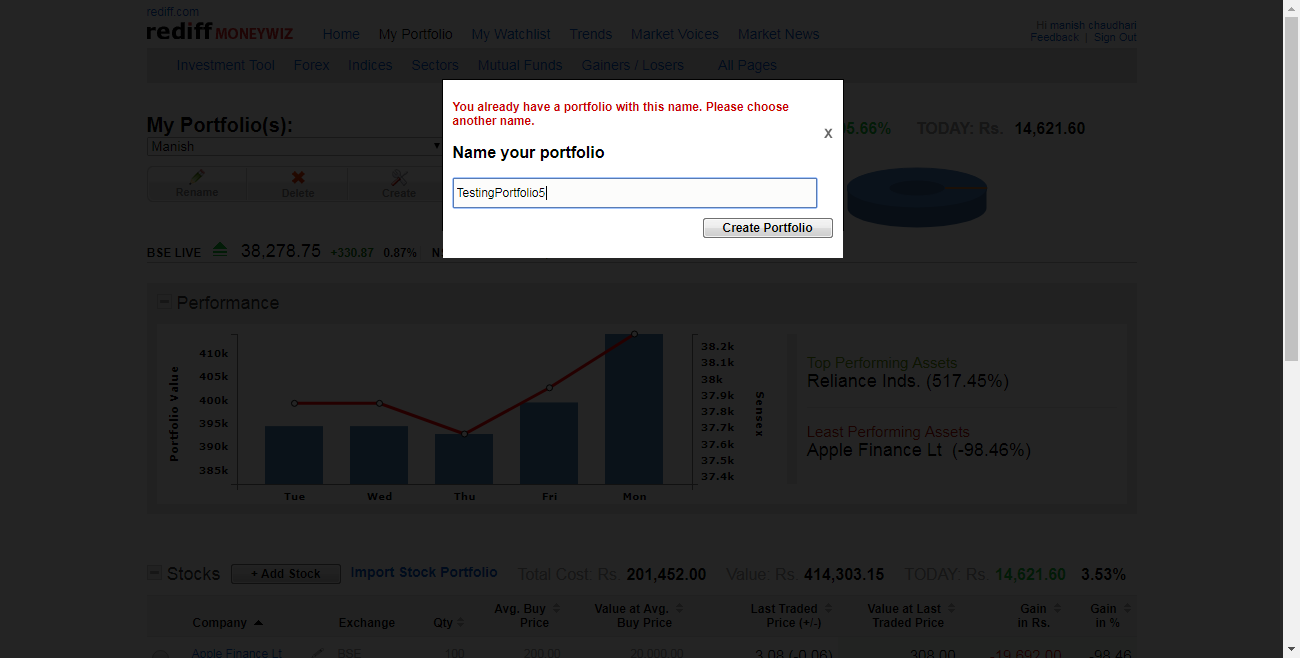 rediff.com
rediff MONEYWIZ Home My Portfolio My Watchlist Trends Market Voices Market News
Hi manish chaudhari
Feedback | Sign Out
Investment Tool Forex Indices Sectors Mutual Funds Gainers / Losers All Pages
You already have a portfolio with this name. Please choose
another name.
X
Name your portfolio
TestingPortfolio5
Create Portfolio
My Portfolio(s):
5.66% TODAY: Rs. 14,621.60
Manish
Rename Delete Create
BSE LIVE 38,278.75 +330.87 0.87%
Performance
Portfolio Value
410k
405k
400k
395k
390k
385k
Tue Wed Thu Fri Mon
38.2k
38.1k
38k
37.9k
37.8k
37.7k
37.6k
37.5k
37.4k
Sensex
Top Performing Assets
Reliance Inds. (517.45%)
Least Performing Assets
Apple Finance Lt (-98.46%)
Stocks + Add Stock Import Stock Portfolio Total Cost: Rs. 201,452.00 Value: Rs. 414,303.15 TODAY: Rs. 14,621.60 3.53%
Company Exchange Qty Avg. Buy Price Value at Avg. Buy Price Last Traded Price (+/-) Value at Last Traded Price Gain in Rs. Gain in %
Apple Finance Lt BSE 100 200.00 20,000.00 3.08 (-0.06) 308.00 -19,692.00 -98.46